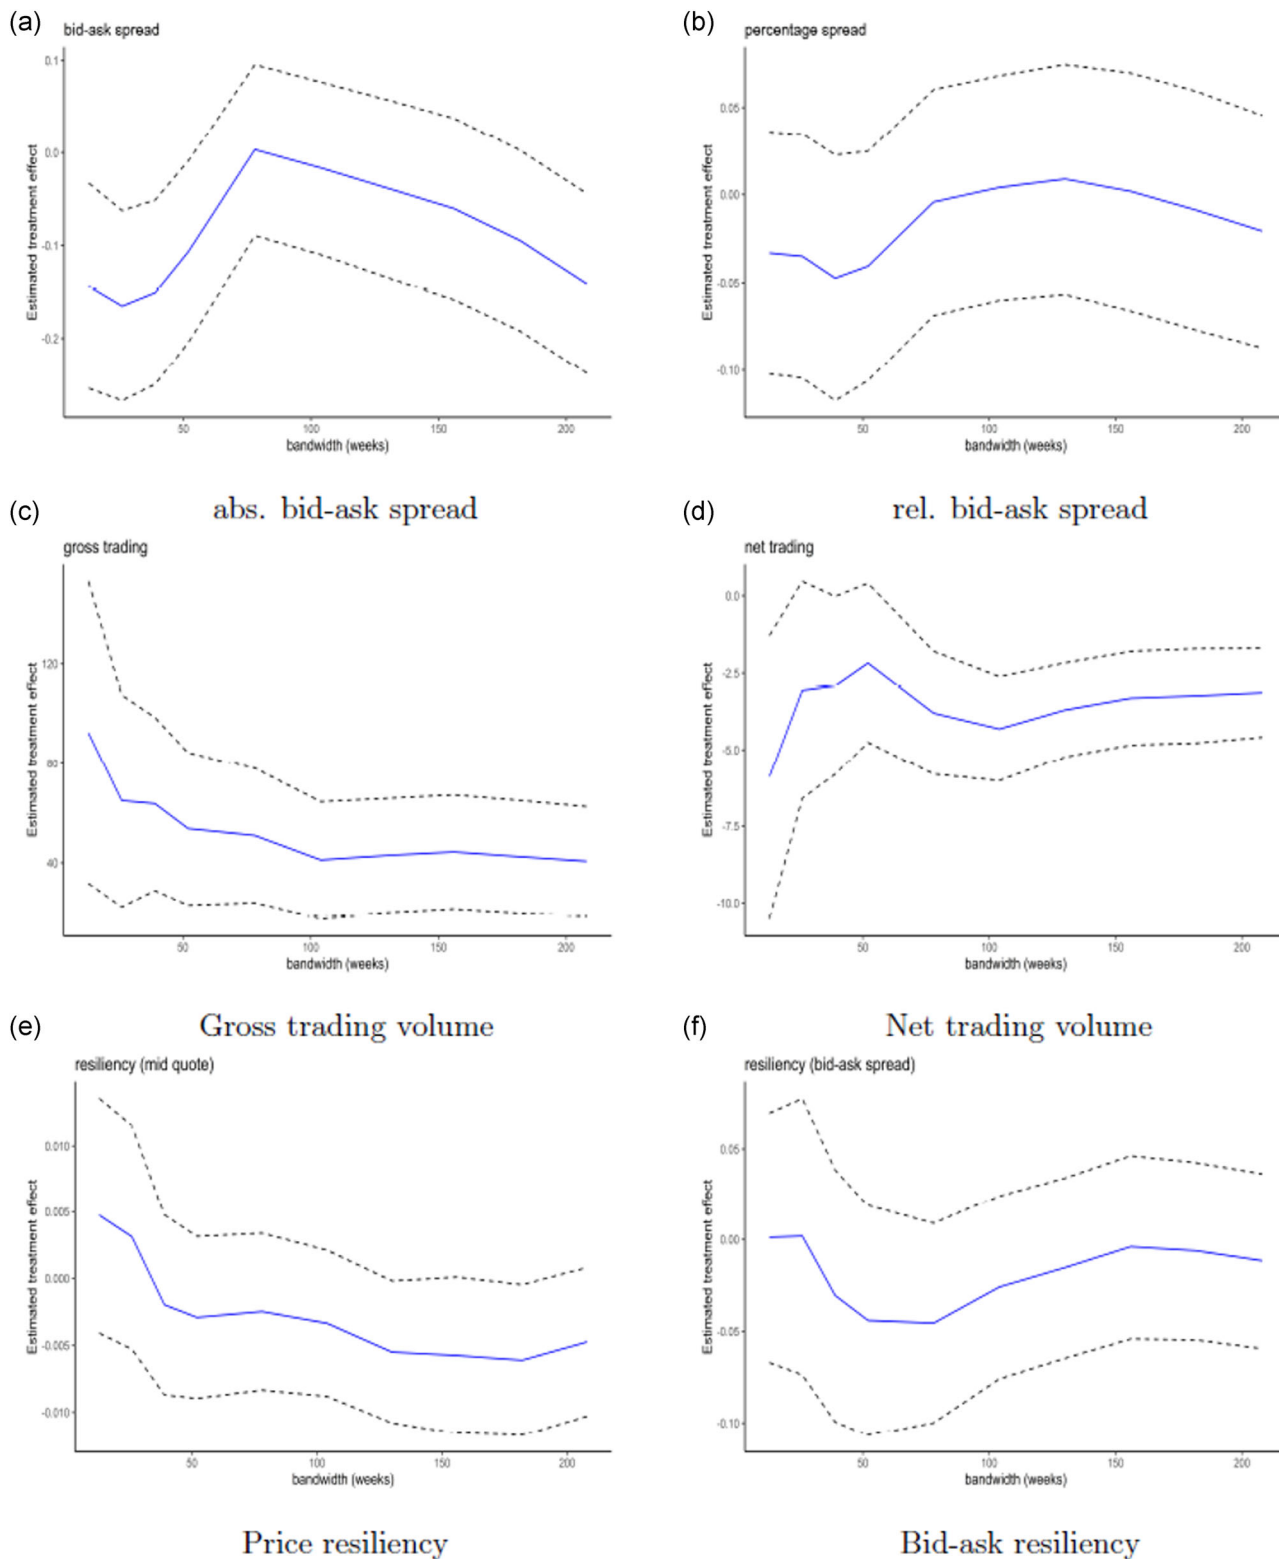 (a)
bid-ask spread
0.1
0.0
-0.1
-0.2
Estimated treatment effect
50 100 150 200
bandwidth (weeks)
abs. bid-ask spread
(b)
percentage spread
0.05
0.00
-0.05
-0.10
Estimated treatment effect
50 100 150 200
bandwidth (weeks)
rel. bid-ask spread
(c)
gross trading
120
80
40
Estimated treatment effect
50 100 150 200
bandwidth (weeks)
Gross trading volume
(d)
net trading
0.0
-2.5
-5.0
-7.5
-10.0
Estimated treatment effect
50 100 150 200
bandwidth (weeks)
Net trading volume
(e)
resiliency (mid quote)
0.010
0.005
0.000
-0.005
-0.010
Estimated treatment effect
50 100 150 200
bandwidth (weeks)
Price resiliency
(f)
resiliency (bid-ask spread)
0.05
0.00
-0.05
-0.10
Estimated treatment effect
50 100 150 200
bandwidth (weeks)
Bid-ask resiliency